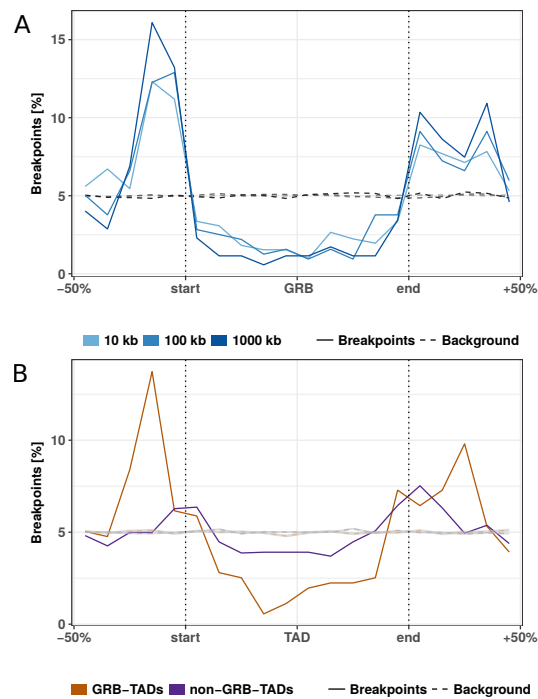 A
Breakpoints [%]
15
10
5
0
−50%
start
GRB
end
+50%
10 kb
100 kb
1000 kb
Breakpoints
Background
B
Breakpoints [%]
10
5
0
−50%
start
TAD
end
+50%
GRB−TADs
non−GRB−TADs
Breakpoints
Background